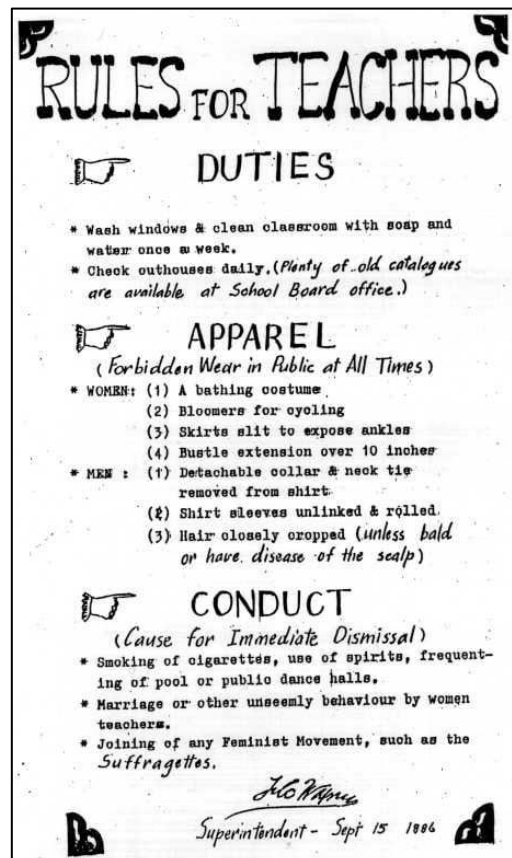 RULES FOR TEACHERS
DUTIES
* Wash windows & clean classroom with soap and
water once a week.
* Check outhouses daily. (Plenty of old catalogues
are available at School Board office.)
APPAREL
(Forbidden Wear in Public at All Times)
* WOMEN: (1) A bathing costume
(2) Bloomers for cycling
(3) Skirts slit to expose ankles
(4) Bustle extension over 10 inches
* MEN : (1) Detachable collar & neck tie
removed from shirt
(2) Shirt sleeves unlinked & rolled.
(3) Hair closely cropped (unless bald
or have disease of the scalp)
CONDUCT
(Cause for Immediate Dismissal)
* Smoking of cigarettes, use of spirits, frequent-
ing of pool or public dance halls.
* Marriage or other unseemly behaviour by women
teachers.
* Joining of any Feminist Movement, such as the
Suffragettes.
Superintendent - Sept 15 1886